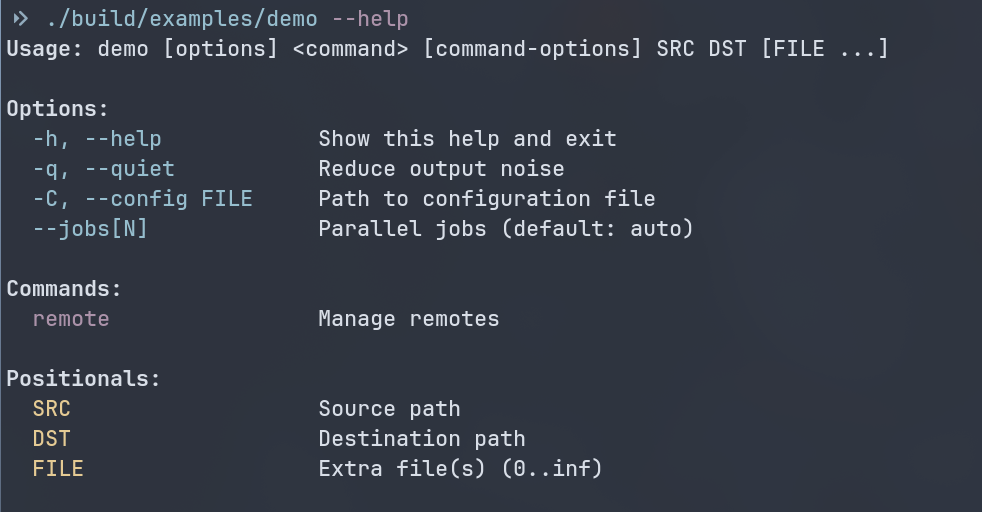 ./build/examples/demo --help
Usage: demo [options] <command> [command-options] SRC DST [FILE ...]
Options:
-h, --help Show this help and exit
-q, --quiet Reduce output noise
-C, --config FILE Path to configuration file
--jobs[N] Parallel jobs (default: auto)
Commands:
remote Manage remotes
Positionals:
SRC Source path
DST Destination path
FILE Extra file(s) (0..inf)